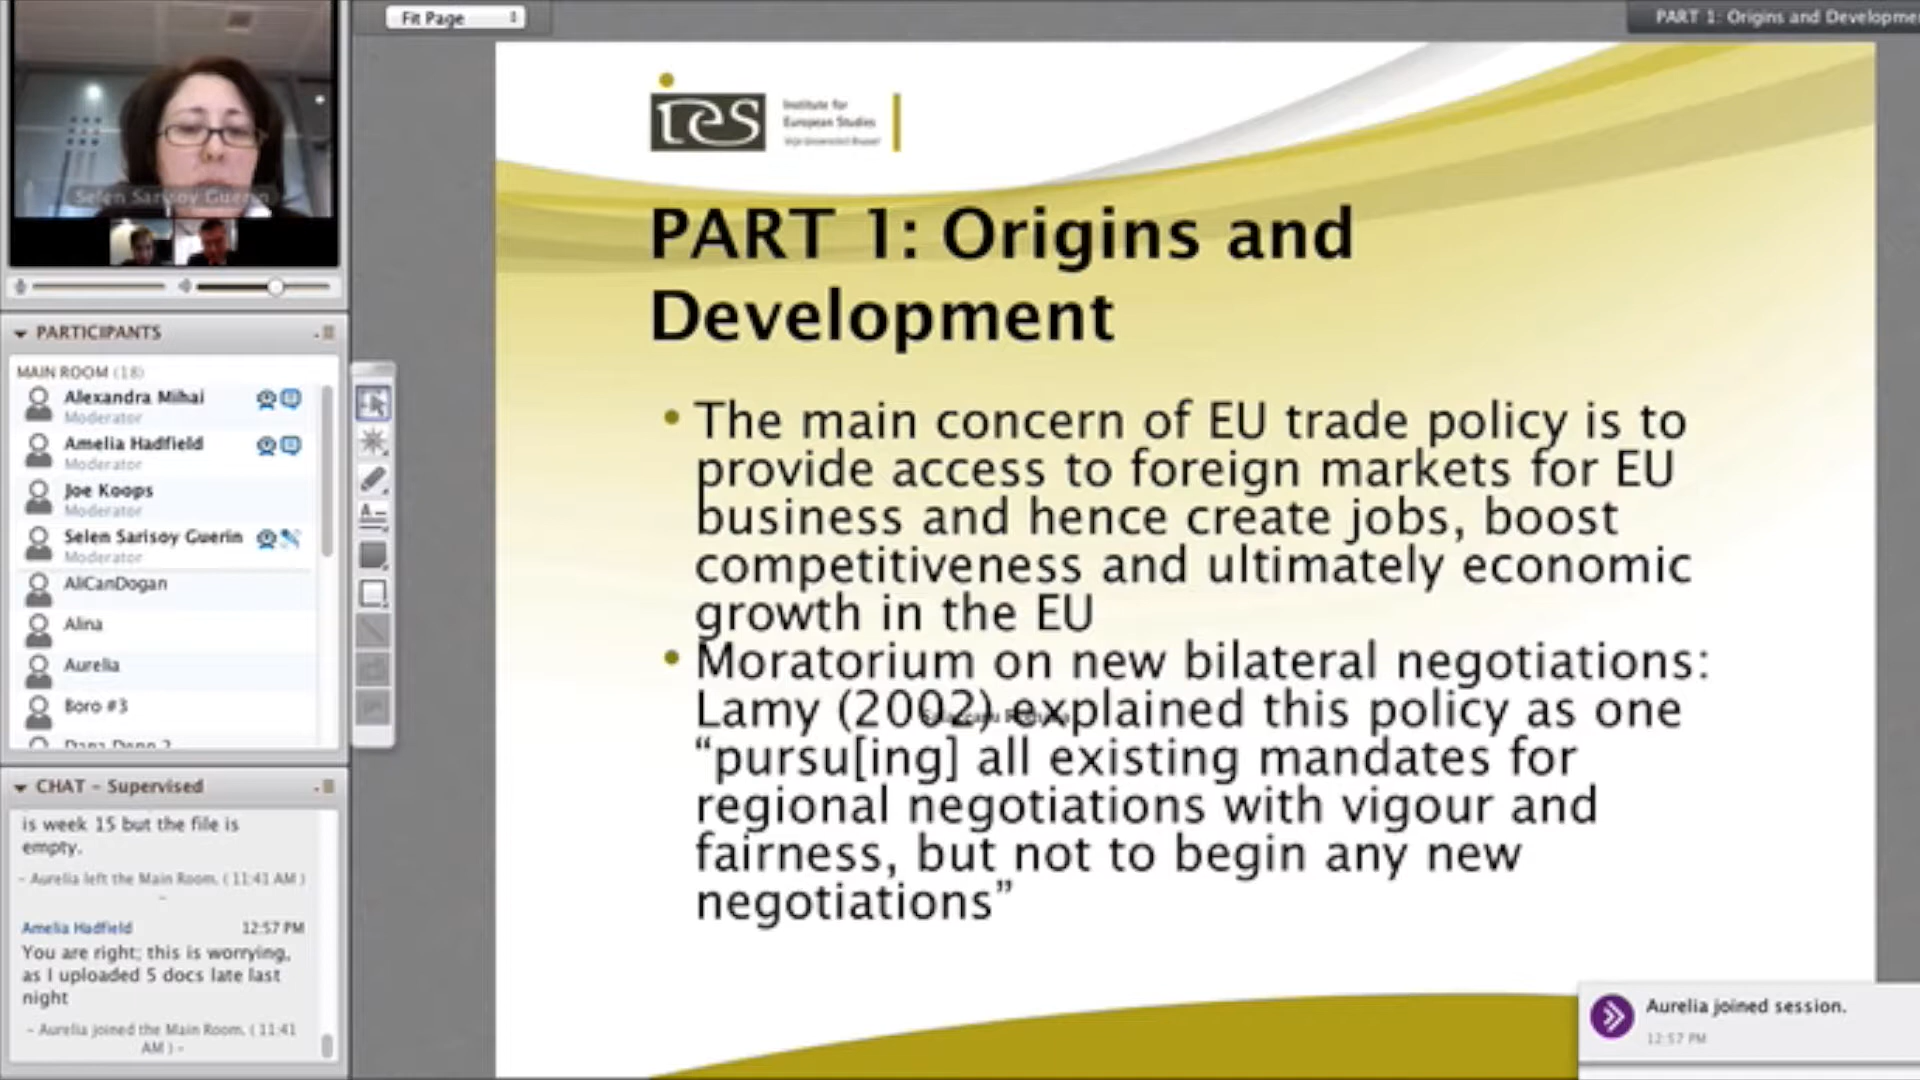 Fit Page
PART 1: Origins and Developme
Selen Sarisoy Guerin
PARTICIPANTS
MAIN ROOM (18)
Alexandra Mihai
Moderator
Amelia Hadfield
Moderator
Joe Koops
Moderator
Selen Sarisoy Guerin
Moderator
AliCanDogan
Alina
Aurelia
Boro #3
CHAT - Supervised
is week 15 but the file is
empty.
- Aurelia left the Main Room. ( 11:41 AM )
-
Amelia Hadfield 12:57 PM
You are right; this is worrying,
as I uploaded 5 docs late last
night
- Aurelia joined the Main Room. ( 11:41
AM ) -
ies
Institute for
European Studies
Vrije Universiteit Brussel
PART 1: Origins and
Development
• The main concern of EU trade policy is to
provide access to foreign markets for EU
business and hence create jobs, boost
competitiveness and ultimately economic
growth in the EU
• Moratorium on new bilateral negotiations:
Lamy (2002) explained this policy as one
“pursu[ing] all existing mandates for
regional negotiations with vigour and
fairness, but not to begin any new
negotiations”
Aurelia joined session.
12:57 PM